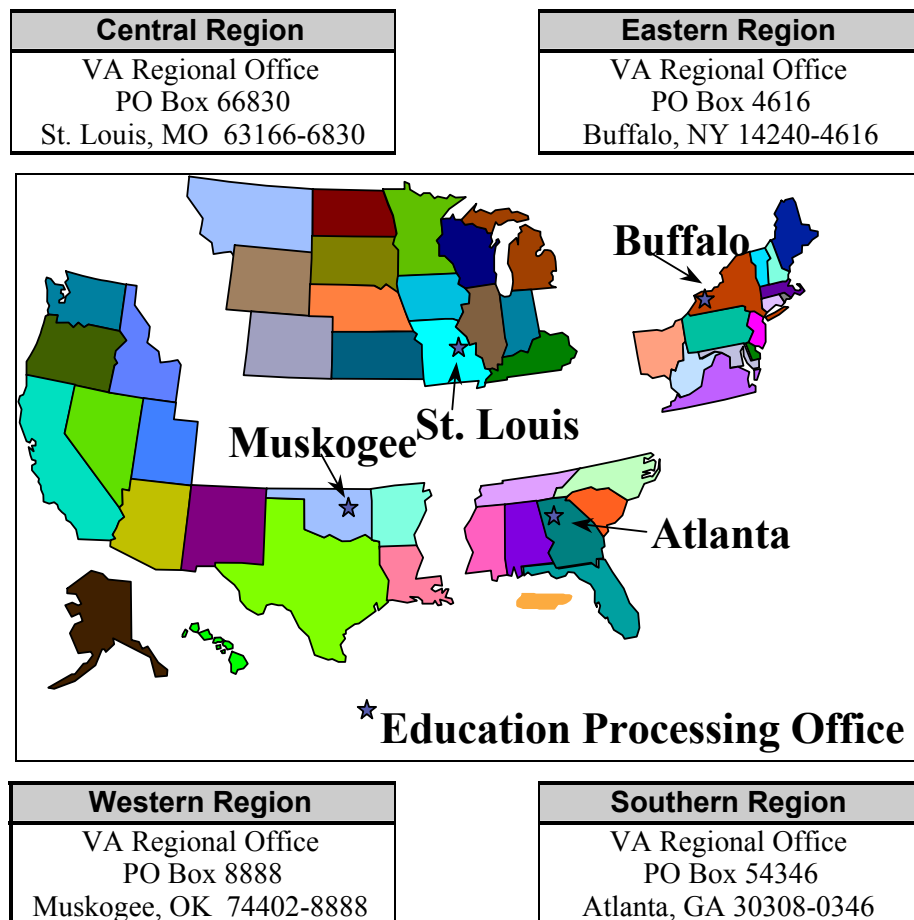 Central Region
VA Regional Office
PO Box 66830
St. Louis, MO  63166-6830
Eastern Region
VA Regional Office
PO Box 4616
Buffalo, NY 14240-4616
Buffalo
St. Louis
Muskogee
Atlanta
Education Processing Office
Western Region
VA Regional Office
PO Box 8888
Muskogee, OK  74402-8888
Southern Region
VA Regional Office
PO Box 54346
Atlanta, GA 30308-0346